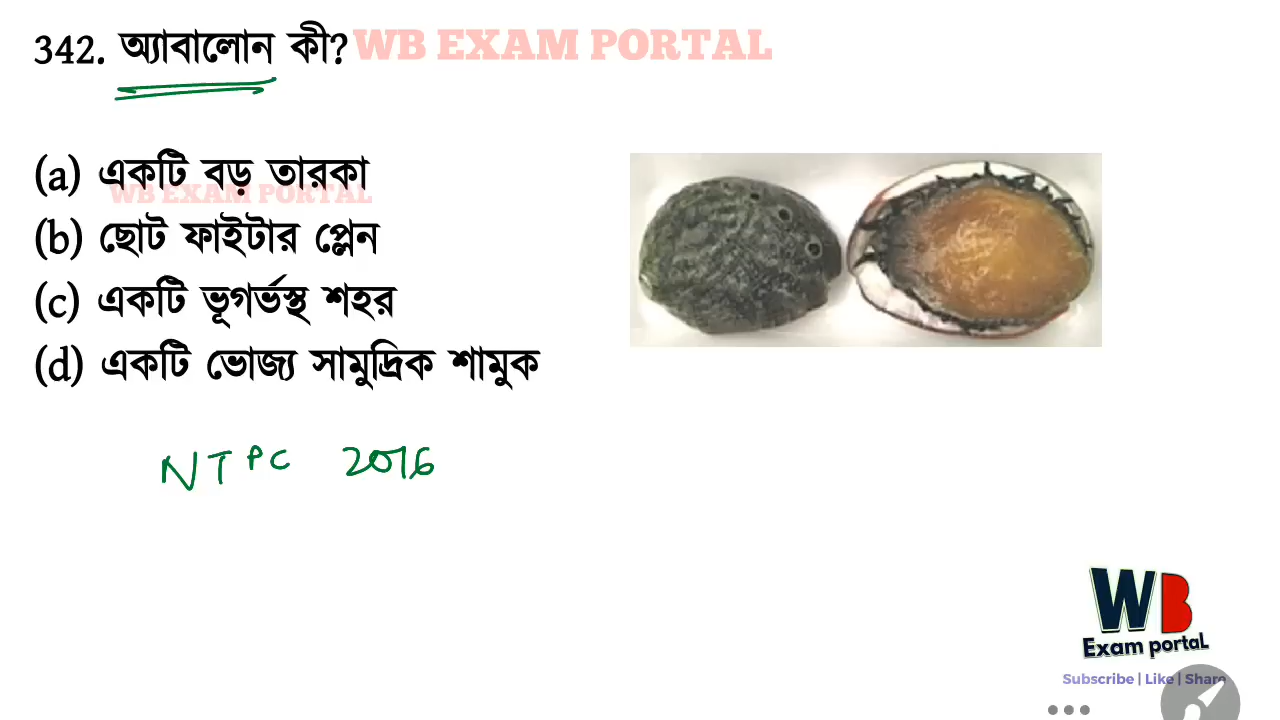 342. অ্যাবালোন কী? WB EXAM PORTAL
(a) একটি বড় তারকা
WB EXAM PORTAL
(b) ছোট ফাইটার প্লেন
(c) একটি ভূগর্ভস্থ শহর
(d) একটি ভোজ্য সামুদ্রিক শামুক
NTPC 2016
WB
Exam portal
Subscribe | Like | Share